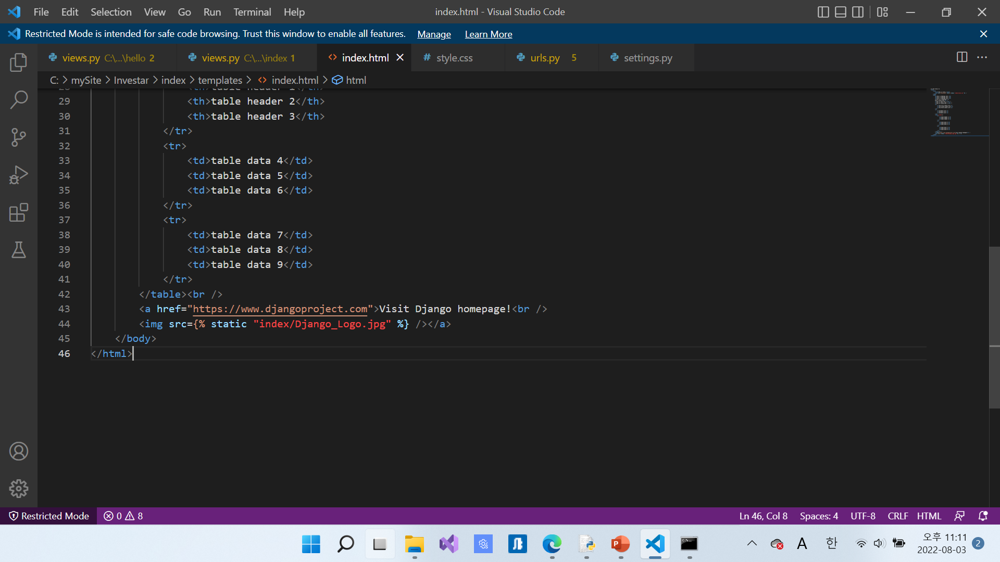 File Edit Selection View Go Run Terminal Help index.html - Visual Studio Code
Restricted Mode is intended for safe code browsing. Trust this window to enable all features. Manage Learn More
views.py C:\...\hello 2 views.py C:\...\index 1 index.html style.css urls.py 5 settings.py
C: > mySite > Investar > index > templates > index.html > html
28 <th>table header 1</th>
29 <th>table header 2</th>
30 <th>table header 3</th>
31 </tr>
32 <tr>
33 <td>table data 4</td>
34 <td>table data 5</td>
35 <td>table data 6</td>
36 </tr>
37 <tr>
38 <td>table data 7</td>
39 <td>table data 8</td>
40 <td>table data 9</td>
41 </tr>
42 </table><br />
43 <a href="https://www.djangoproject.com">Visit Django homepage!<br />
44 <img src={% static "index/Django_Logo.jpg" %} /></a>
45 </body>
46 </html>
Restricted Mode 0 8 Ln 46, Col 8 Spaces: 4 UTF-8 CRLF HTML
A 한 오후 11:11
2022-08-03 2